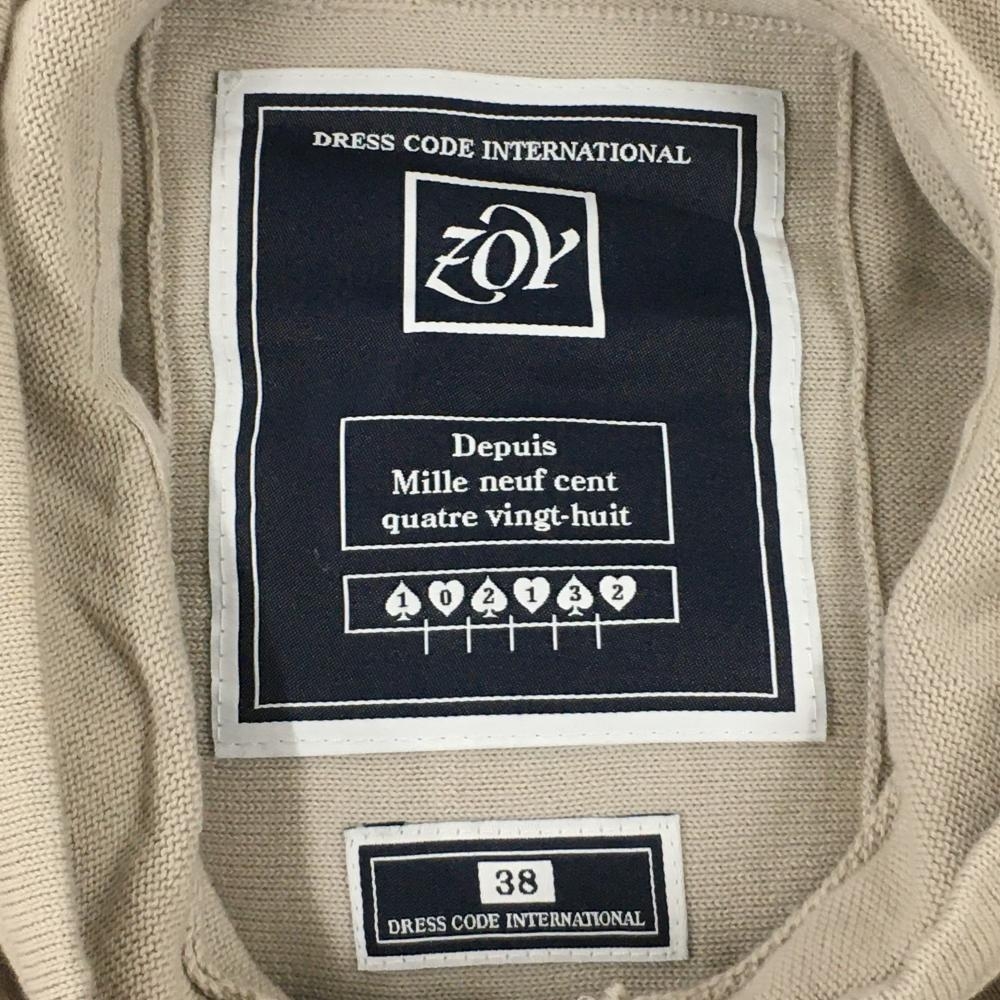 DRESS CODE INTERNATIONAL
ZOY
Depuis
Mille neuf cent
quatre vingt-huit
1 0 2 1 3 2
38
DRESS CODE INTERNATIONAL